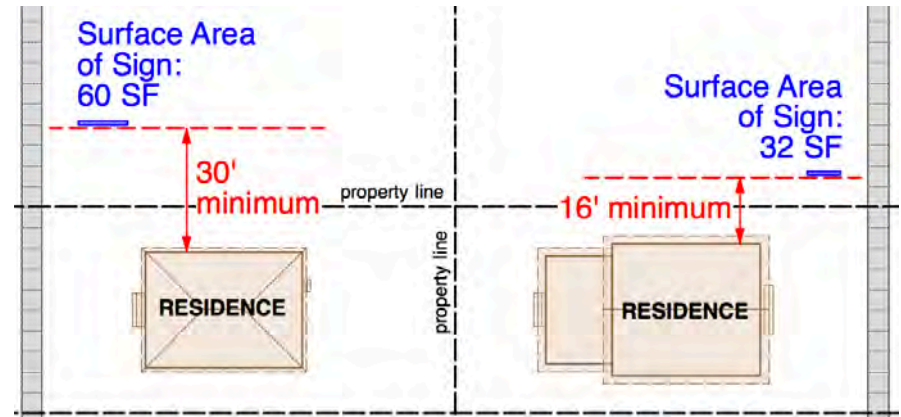 Surface Area
of Sign:
60 SF
Surface Area
of Sign:
32 SF
30'
minimum
property line
16' minimum
property line
RESIDENCE
RESIDENCE